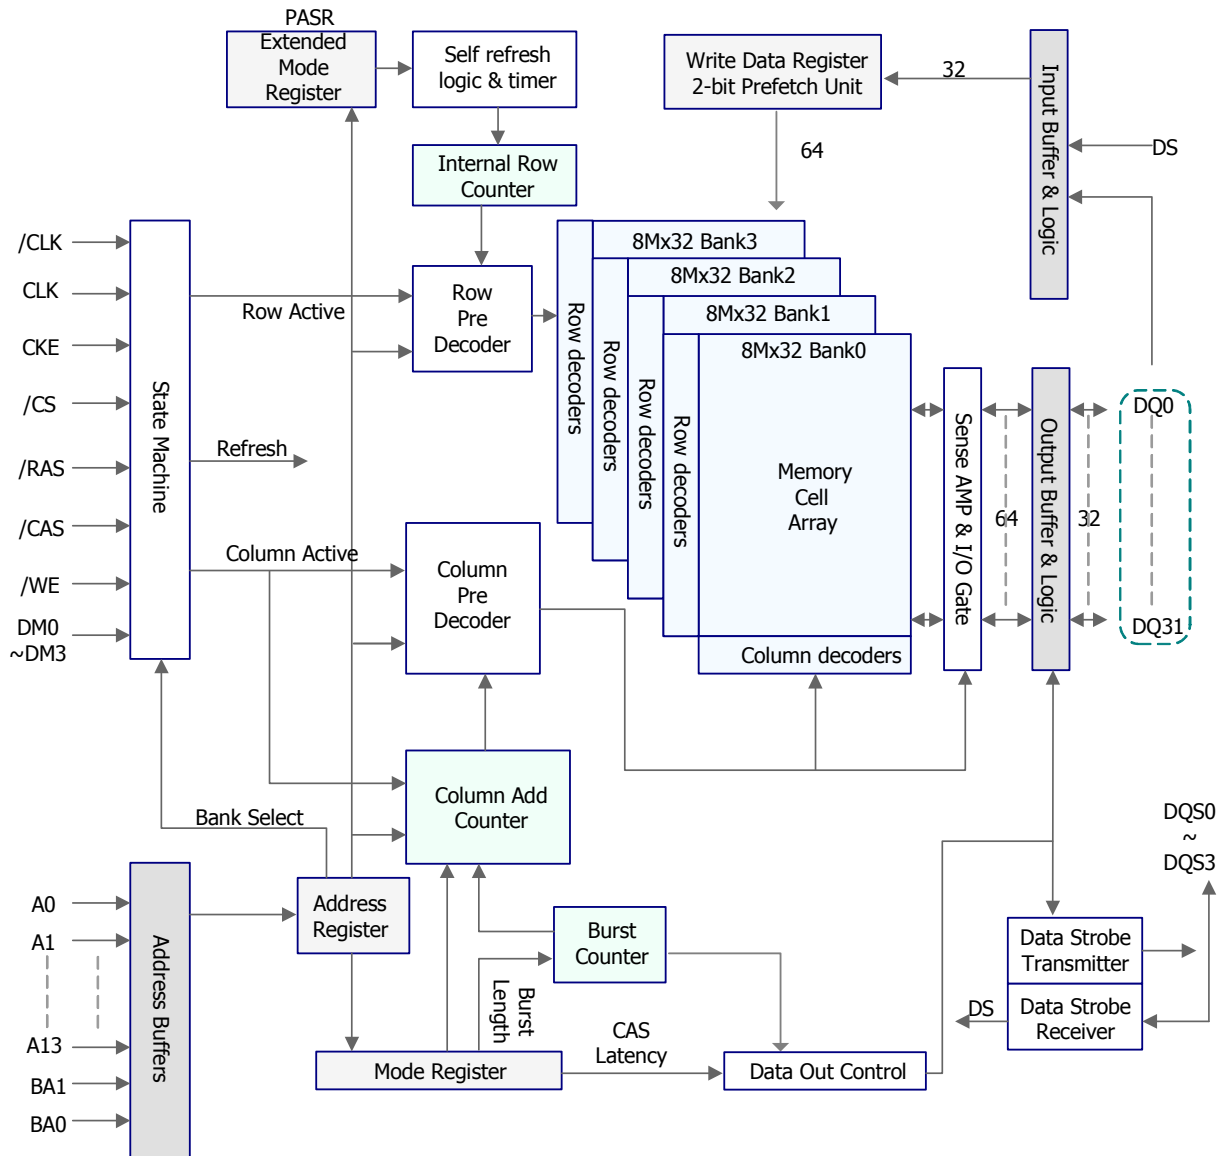 PASR
Extended
Mode
Register
Self refresh
logic & timer
Write Data Register
2-bit Prefetch Unit
32
Input Buffer & Logic
DS
64
Internal Row
Counter
/CLK
CLK
CKE
/CS
/RAS
/CAS
/WE
DM0
~DM3
State Machine
Row Active
Refresh
Column Active
Bank Select
Row
Pre
Decoder
Row decoders
Row decoders
Row decoders
Row decoders
8Mx32 Bank3
8Mx32 Bank2
8Mx32 Bank1
8Mx32 Bank0
Memory
Cell
Array
Column decoders
Sense AMP & I/O Gate
64
Output Buffer & Logic
32
DQ0
DQ31
Column
Pre
Decoder
Column Add
Counter
DQS0
~
DQS3
A0
A1
A13
BA1
BA0
Address Buffers
Address
Register
Burst
Counter
Burst
Length
CAS
Latency
Mode Register
Data Out Control
Data Strobe
Transmitter
Data Strobe
Receiver
DS